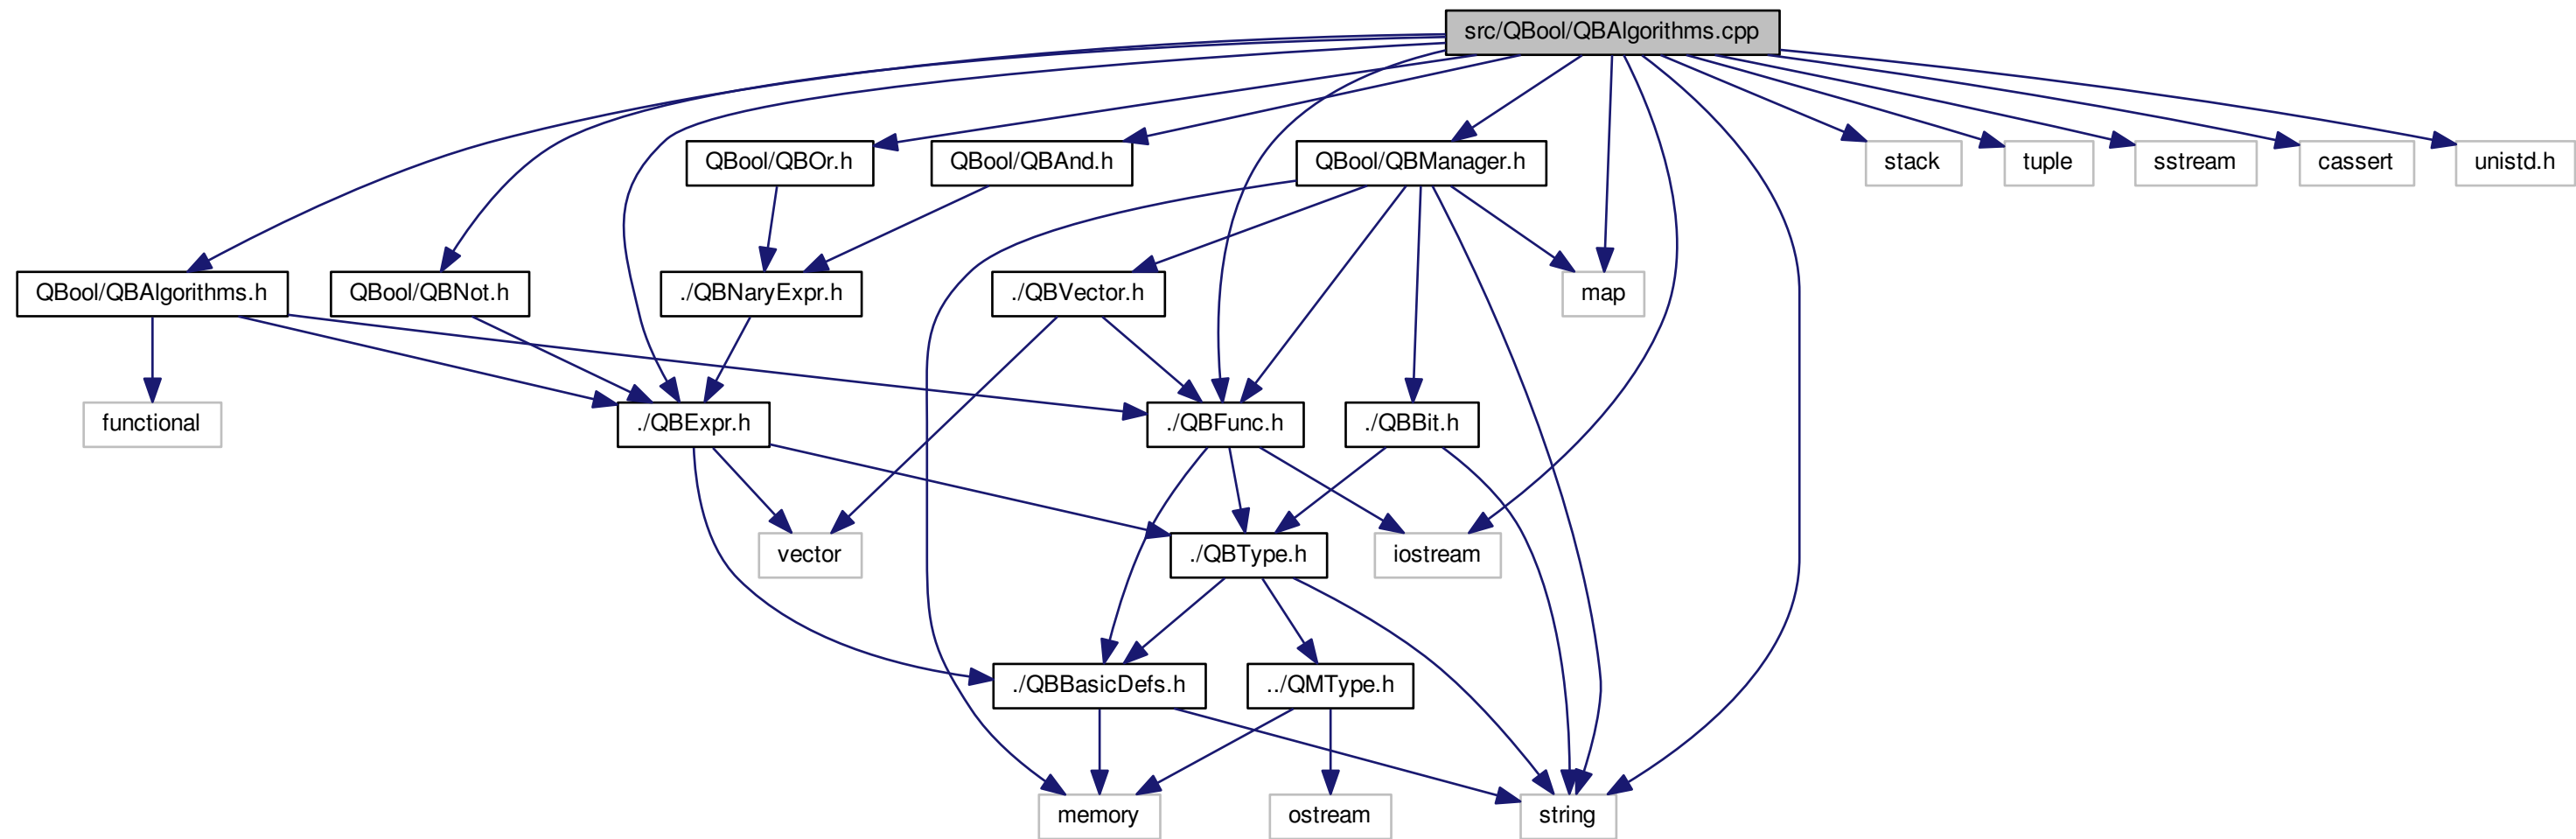 src/QBool/QBAlgorithms.cpp
QBool/QBOr.h
QBool/QBAnd.h
QBool/QBManager.h
stack
tuple
sstream
cassert
unistd.h
QBool/QBAlgorithms.h
QBool/QBNot.h
./QBNaryExpr.h
./QBVector.h
map
functional
./QBExpr.h
./QBFunc.h
./QBBit.h
vector
./QBType.h
iostream
./QBBasicDefs.h
../QMType.h
memory
ostream
string